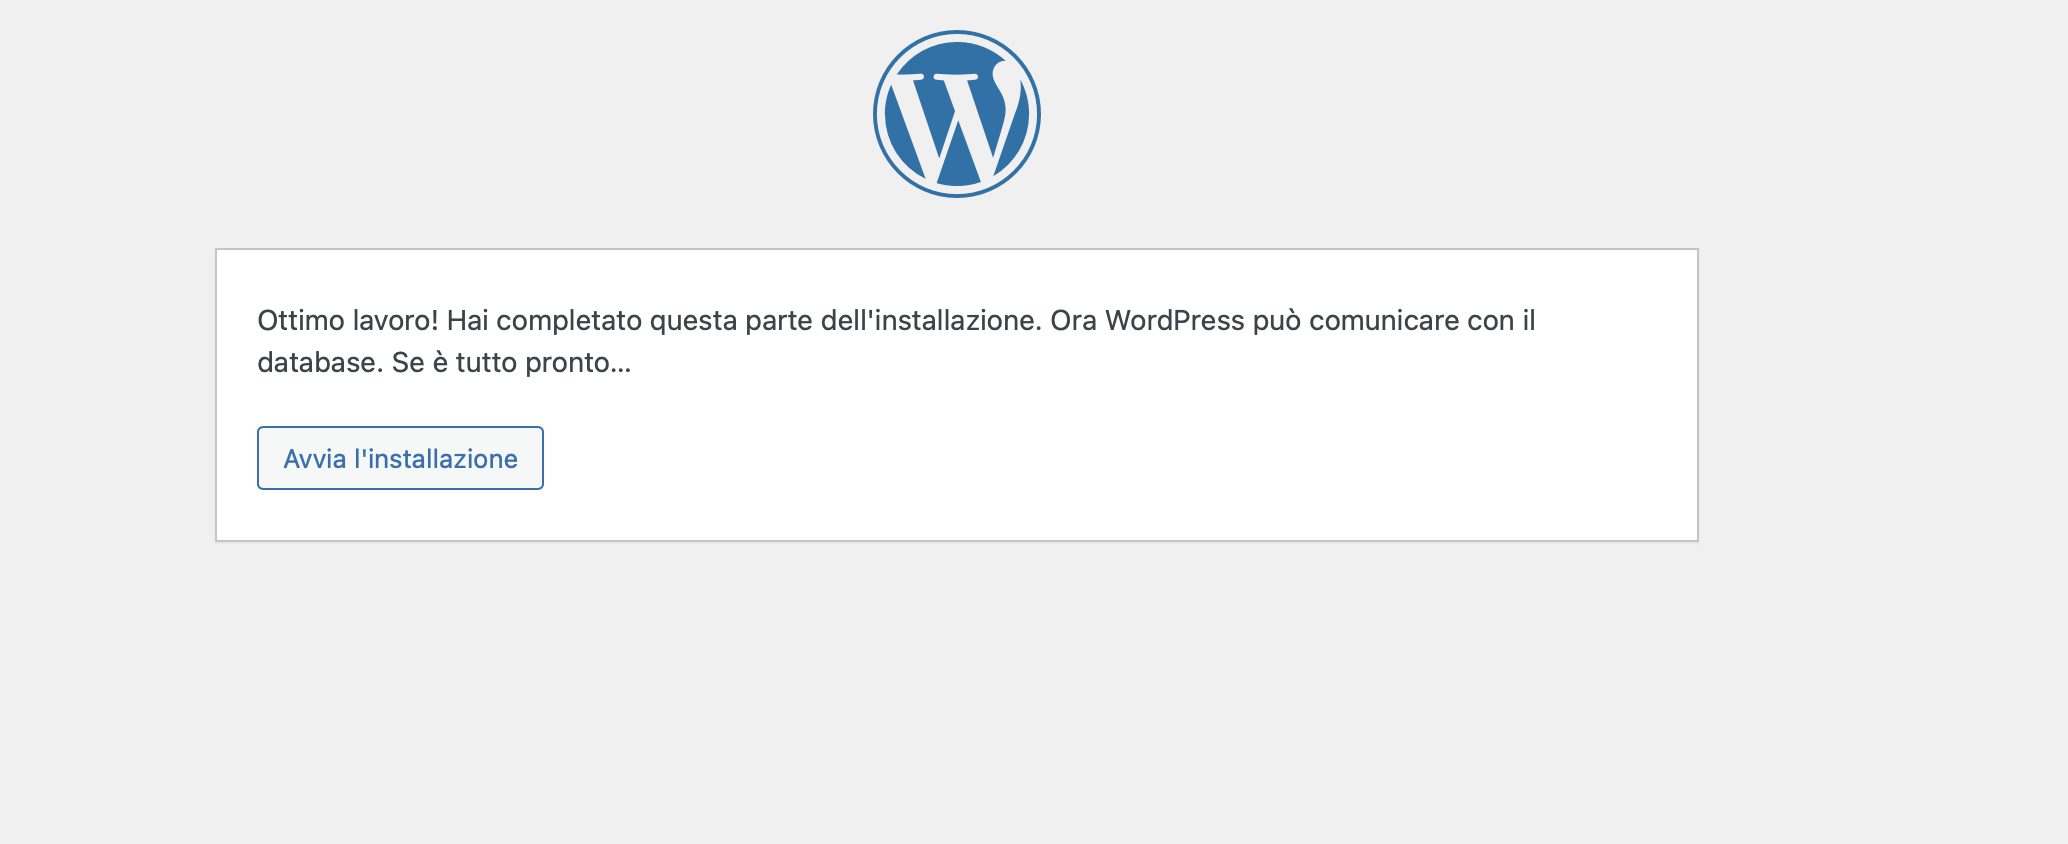 Ottimo lavoro! Hai completato questa parte dell'installazione. Ora WordPress può comunicare con il
database. Se è tutto pronto…
Avvia l'installazione